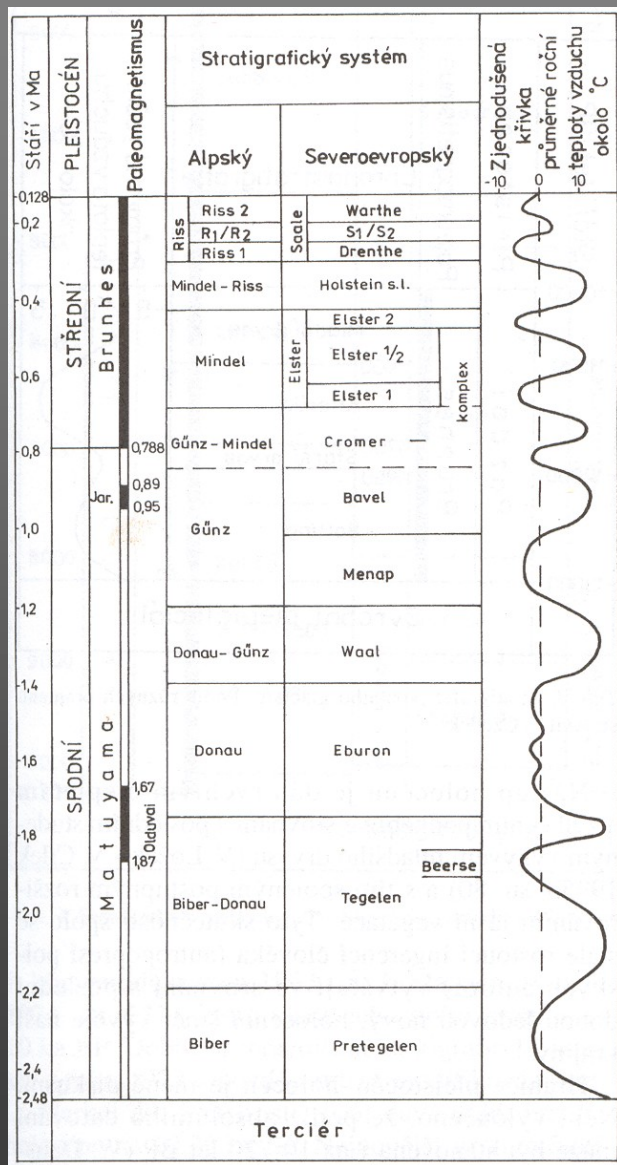 Stáří v Ma
PLEISTOCÉN
Paleomagnetismus
Stratigrafický systém
Alpský
Severoevropský
Zjednodušená
křivka
průměrné roční
teploty vzduchu
okolo °C
-10 0 10
0,128
0,2
0,4
0,6
0,8
1,0
1,2
1,4
1,6
1,8
2,0
2,2
2,4
2,48
STŘEDNÍ
SPODNÍ
Brunhes
Matuyama
Jar.
0,788
0,89
0,95
1,67
Olduvai
1,87
Riss
Riss 2
R1/R2
Riss 1
Mindel-Riss
Mindel
Gűnz-Mindel
Gűnz
Donau-Gűnz
Donau
Biber-Donau
Biber
Saale
Warthe
S1/S2
Drenthe
Holstein s.l.
Elster
Elster 2
Elster 1/2
Elster 1
komplex
Cromer
Bavel
Menap
Waal
Eburon
Beerse
Tegelen
Pretegelen
Terciér